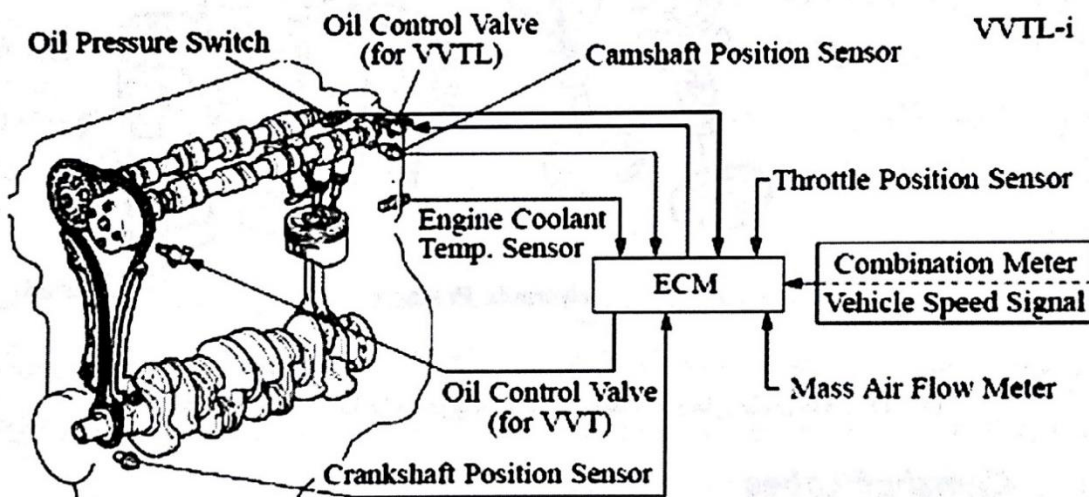 VVTL-i
Oil Control Valve
(for VVTL)
Oil Pressure Switch
Camshaft Position Sensor
Throttle Position Sensor
Engine Coolant
Temp. Sensor
ECM
Combination Meter
Vehicle Speed Signal
Mass Air Flow Meter
Oil Control Valve
(for VVT)
Crankshaft Position Sensor